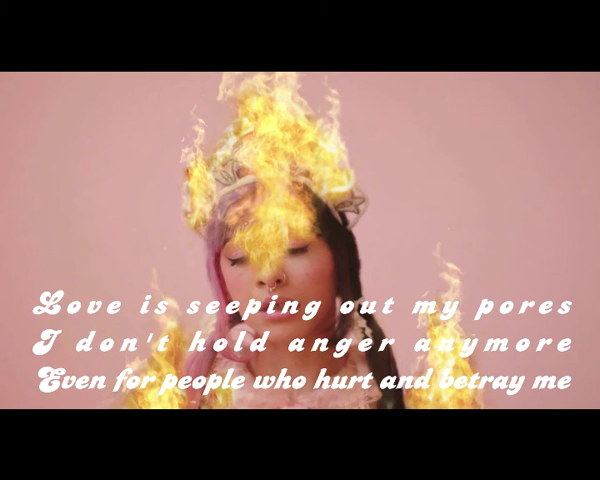 Love is seeping out my pores
I don't hold anger anymore
Even for people who hurt and betray me